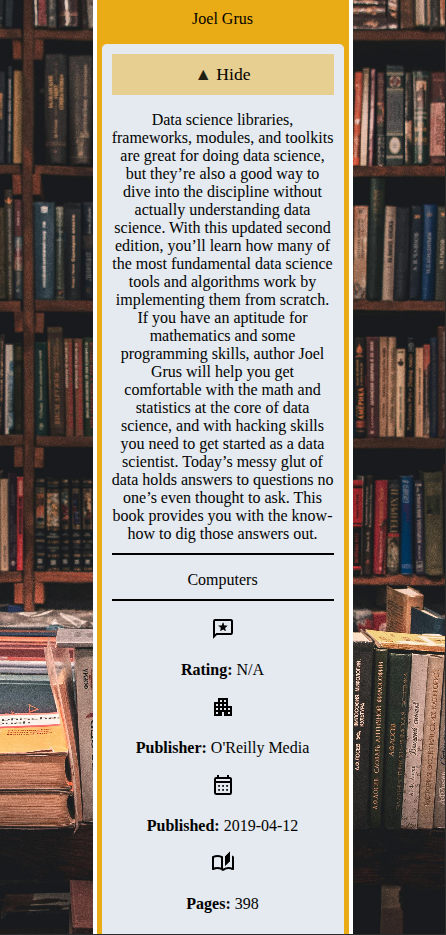 Joel Grus
▲ Hide
Data science libraries,
frameworks, modules, and toolkits
are great for doing data science,
but they’re also a good way to
dive into the discipline without
actually understanding data
science. With this updated second
edition, you’ll learn how many of
the most fundamental data science
tools and algorithms work by
implementing them from scratch.
If you have an aptitude for
mathematics and some
programming skills, author Joel
Grus will help you get
comfortable with the math and
statistics at the core of data
science, and with hacking skills
you need to get started as a data
scientist. Today’s messy glut of
data holds answers to questions no
one’s even thought to ask. This
book provides you with the know-
how to dig those answers out.
Computers
Rating: N/A
Publisher: O'Reilly Media
Published: 2019-04-12
Pages: 398